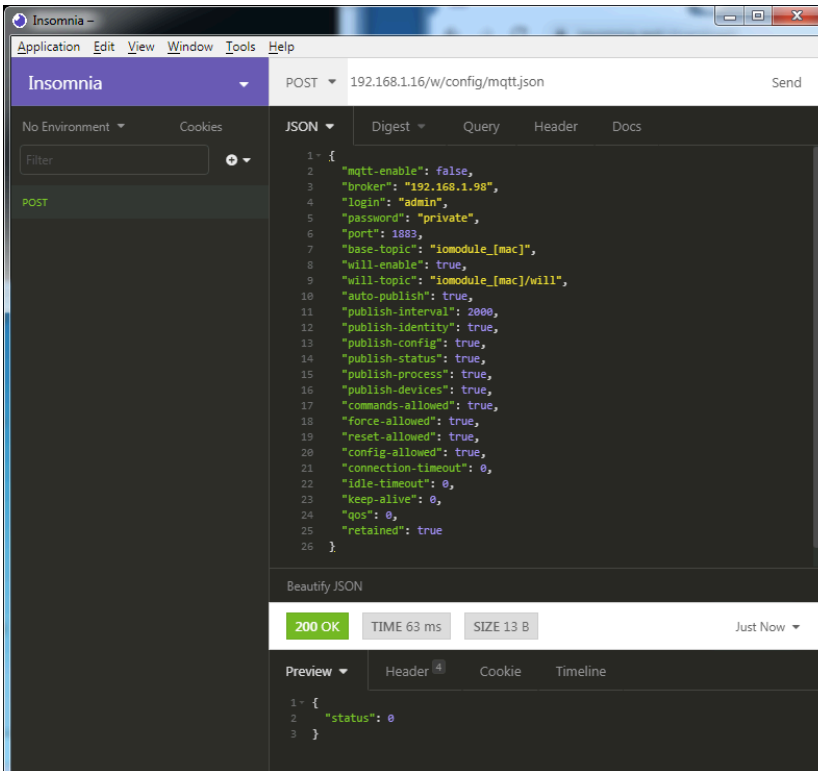 Insomnia –
Application Edit View Window Tools Help
Insomnia
POST 192.168.1.16/w/config/mqtt.json Send
No Environment Cookies
JSON Digest Query Header Docs
Filter
POST
1 {
2 "mqtt-enable": false,
3 "broker": "192.168.1.98",
4 "login": "admin",
5 "password": "private",
6 "port": 1883,
7 "base-topic": "iomodule_[mac]",
8 "will-enable": true,
9 "will-topic": "iomodule_[mac]/will",
10 "auto-publish": true,
11 "publish-interval": 2000,
12 "publish-identity": true,
13 "publish-config": true,
14 "publish-status": true,
15 "publish-process": true,
16 "publish-devices": true,
17 "commands-allowed": true,
18 "force-allowed": true,
19 "reset-allowed": true,
20 "config-allowed": true,
21 "connection-timeout": 0,
22 "idle-timeout": 0,
23 "keep-alive": 0,
24 "qos": 0,
25 "retained": true
26 }
Beautify JSON
200 OK TIME 63 ms SIZE 13 B Just Now
Preview Header 4 Cookie Timeline
1 {
2 "status": 0
3 }